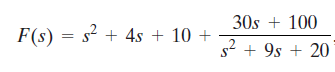 F(s) = s² + 4s + 10 + (30s + 100)/(s² + 9s + 20)